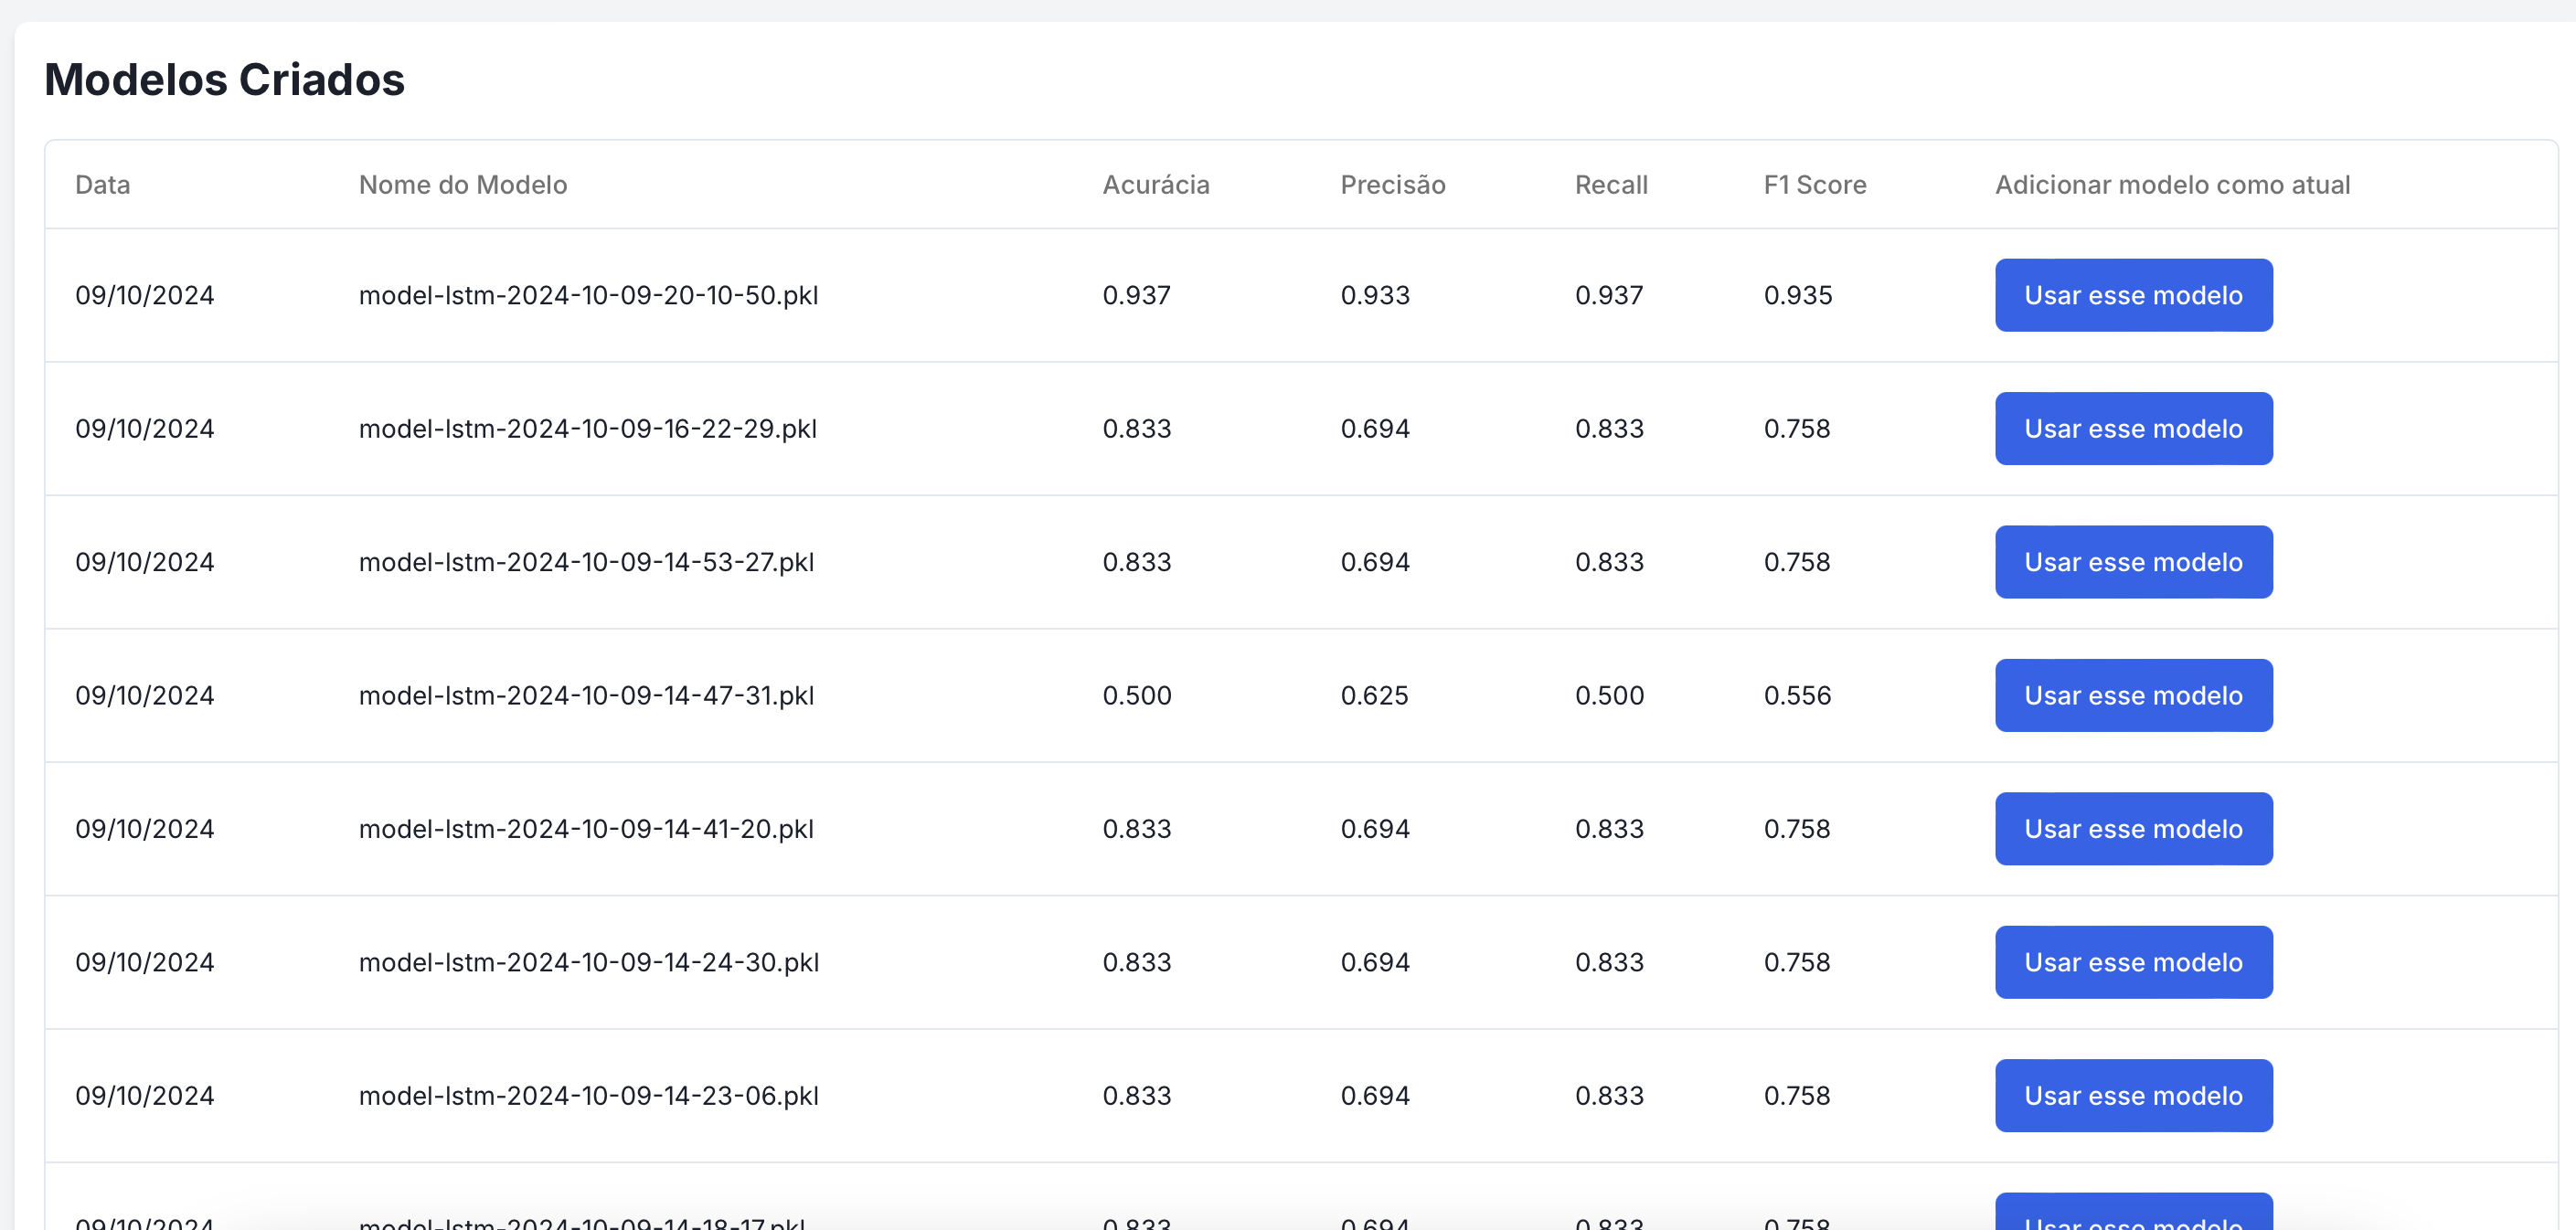 Modelos Criados
Data Nome do Modelo Acurácia Precisão Recall F1 Score Adicionar modelo como atual
09/10/2024 model-lstm-2024-10-09-20-10-50.pkl 0.937 0.933 0.937 0.935 Usar esse modelo
09/10/2024 model-lstm-2024-10-09-16-22-29.pkl 0.833 0.694 0.833 0.758 Usar esse modelo
09/10/2024 model-lstm-2024-10-09-14-53-27.pkl 0.833 0.694 0.833 0.758 Usar esse modelo
09/10/2024 model-lstm-2024-10-09-14-47-31.pkl 0.500 0.625 0.500 0.556 Usar esse modelo
09/10/2024 model-lstm-2024-10-09-14-41-20.pkl 0.833 0.694 0.833 0.758 Usar esse modelo
09/10/2024 model-lstm-2024-10-09-14-24-30.pkl 0.833 0.694 0.833 0.758 Usar esse modelo
09/10/2024 model-lstm-2024-10-09-14-23-06.pkl 0.833 0.694 0.833 0.758 Usar esse modelo
09/10/2024 model-lstm-2024-10-09-14-18-17.pkl 0.833 0.694 0.833 0.758 Usar esse modelo